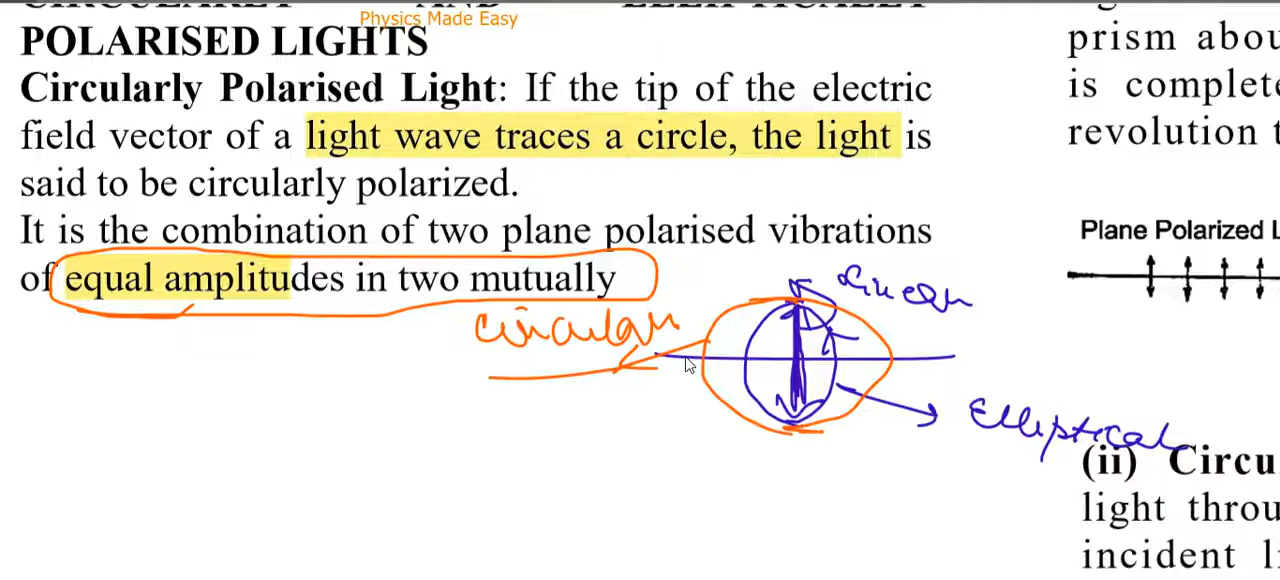 Physics Made Easy
POLARISED LIGHTS
Circularly Polarised Light: If the tip of the electric
field vector of a light wave traces a circle, the light is
said to be circularly polarized.
It is the combination of two plane polarised vibrations
of equal amplitudes in two mutually
circular
Linear
Elliptical
prism abou
is complete
revolution t
Plane Polarized L
(ii) Circu
light throu
incident li